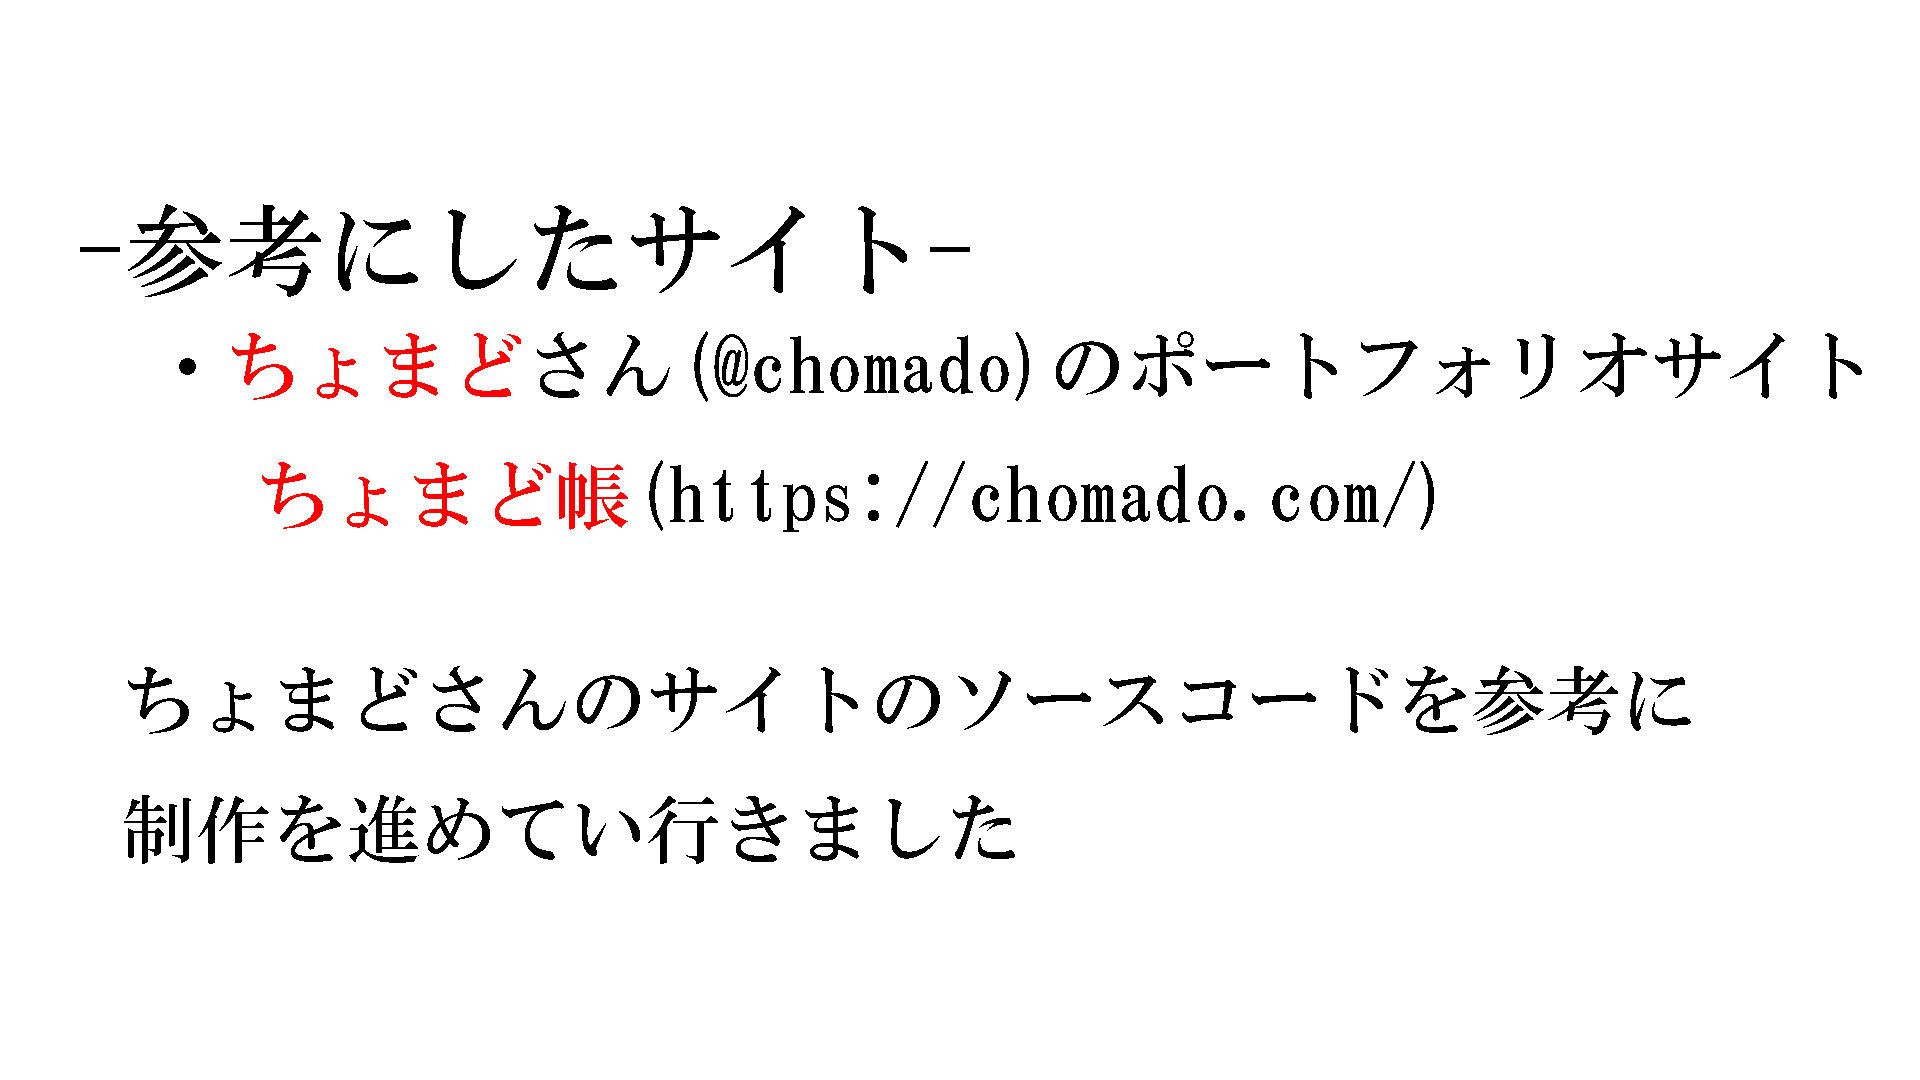 -参考にしたサイト-
・ちょまどさん(@chomado)のポートフォリオサイト
ちょまど帳(https://chomado.com/)
ちょまどさんのサイトのソースコードを参考に
制作を進めてい行きました